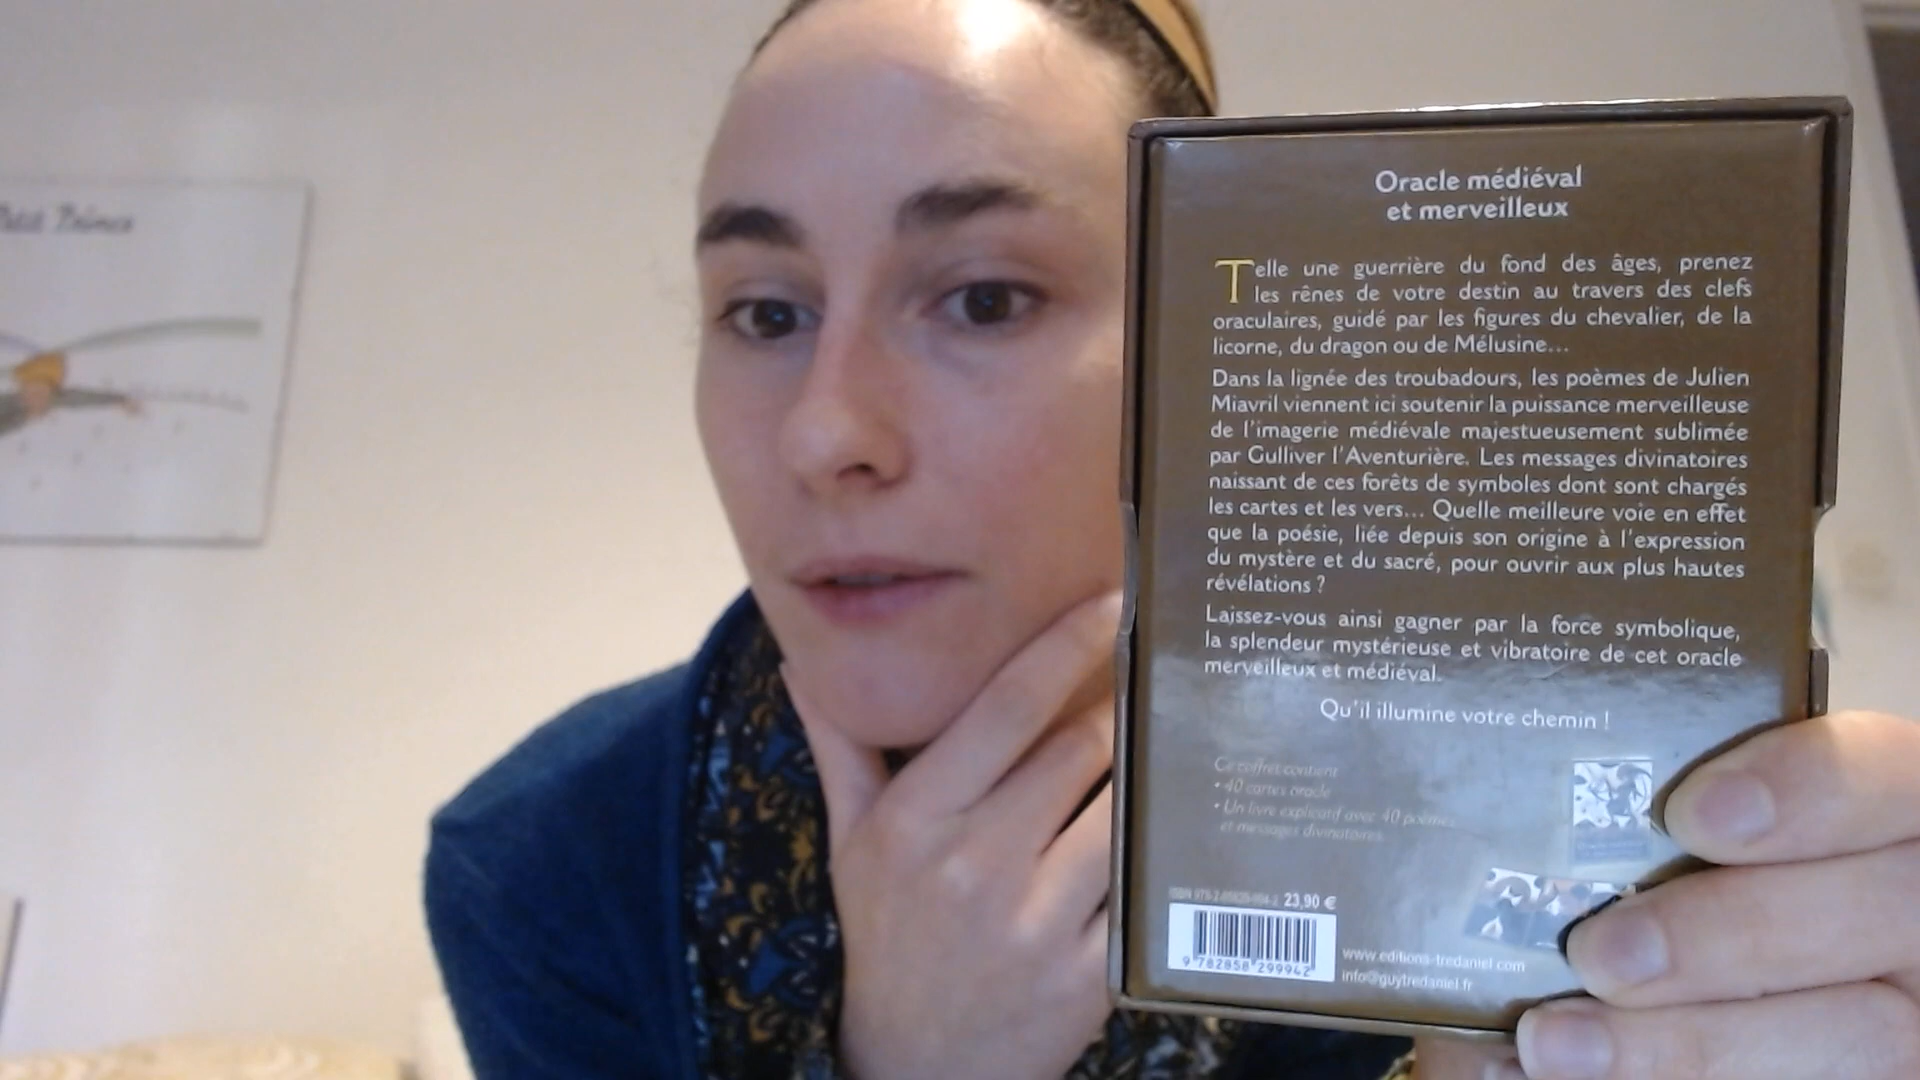 Petit Prince
Oracle médiéval
et merveilleux
Telle une guerrière du fond des âges, prenez
les rênes de votre destin au travers des clefs
oraculaires, guidé par les figures du chevalier, de la
licorne, du dragon ou de Mélusine...
Dans la lignée des troubadours, les poèmes de Julien
Miavril viennent ici soutenir la puissance merveilleuse
de l'imagerie médiévale majestueusement sublimée
par Gulliver l'Aventurière. Les messages divinatoires
naissant de ces forêts de symboles dont sont chargés
les cartes et les vers... Quelle meilleure voie en effet
que la poésie, liée depuis son origine à l'expression
du mystère et du sacré, pour ouvrir aux plus hautes
révélations ?
Laissez-vous ainsi gagner par la force symbolique,
la splendeur mystérieuse et vibratoire de cet oracle
merveilleux et médiéval.
Qu'il illumine votre chemin !
Ce coffret contient
• 40 cartes oracle
• Un livre explicatif avec 40 poèmes
et messages divinatoires.
ISBN 23,90 €
9 782858 299942
www.editions-tredaniel.com
info@guytredaniel.fr